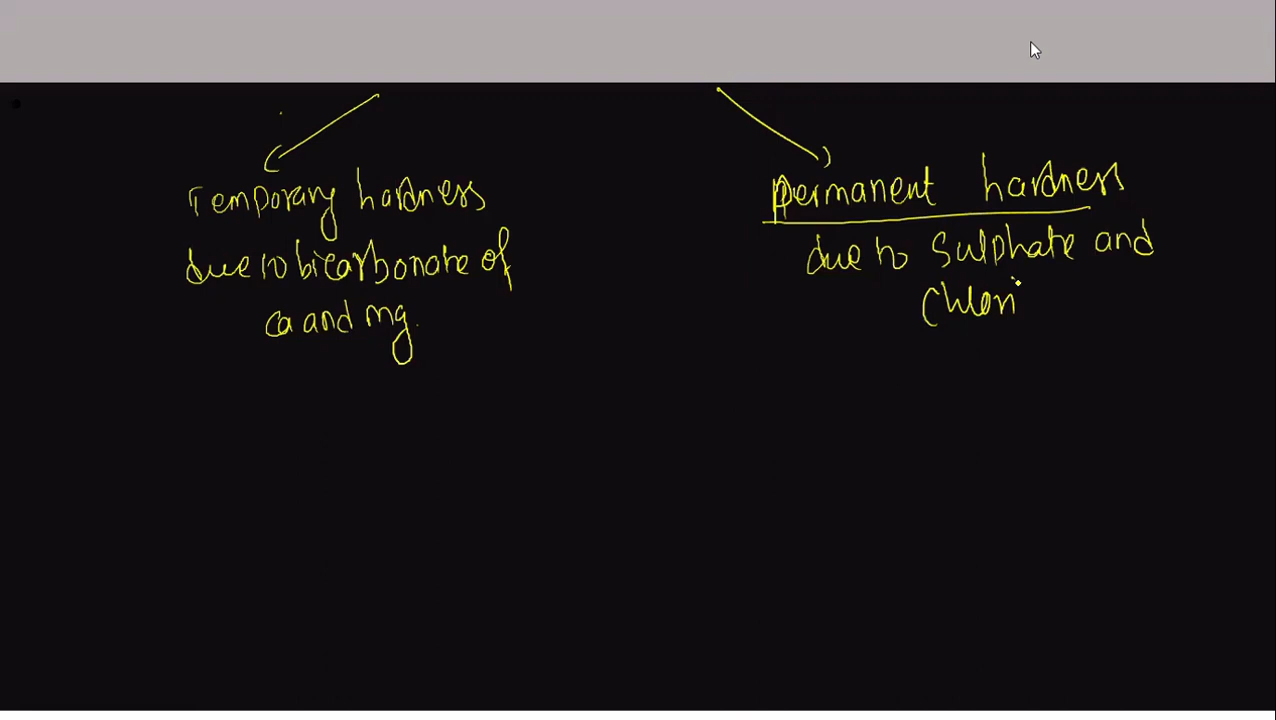 Temporary hardness
due to bicarbonate of
ca and mg.
permanent hardness
due to Sulphate and
Chlori